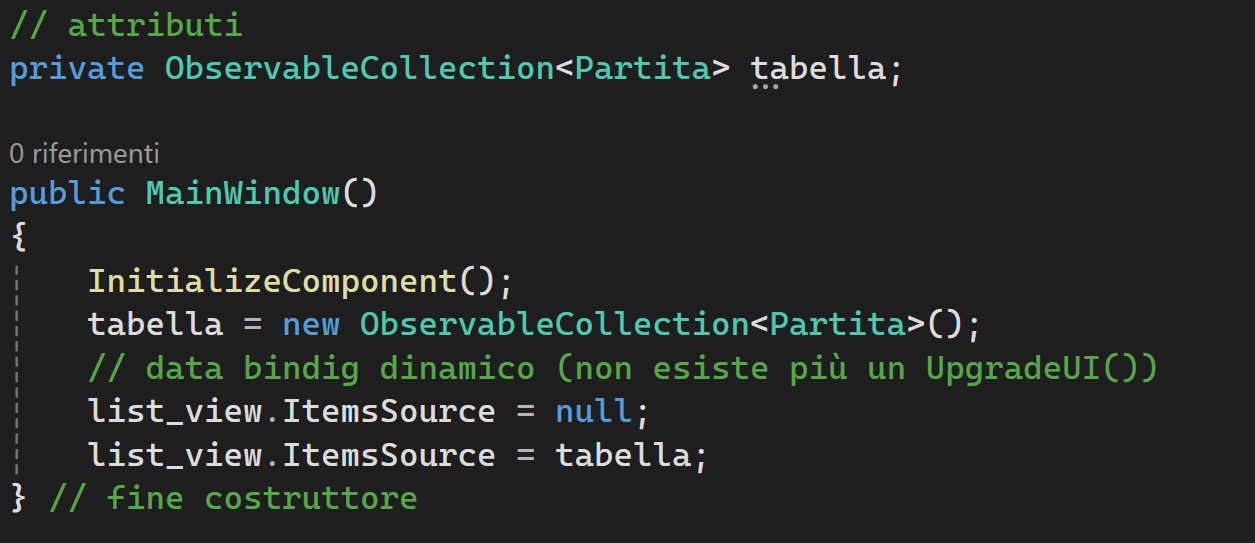 // attributi
private ObservableCollection<Partita> tabella;
0 riferimenti
public MainWindow()
{
InitializeComponent();
tabella = new ObservableCollection<Partita>();
// data bindig dinamico (non esiste più un UpgradeUI())
list_view.ItemsSource = null;
list_view.ItemsSource = tabella;
} // fine costruttore